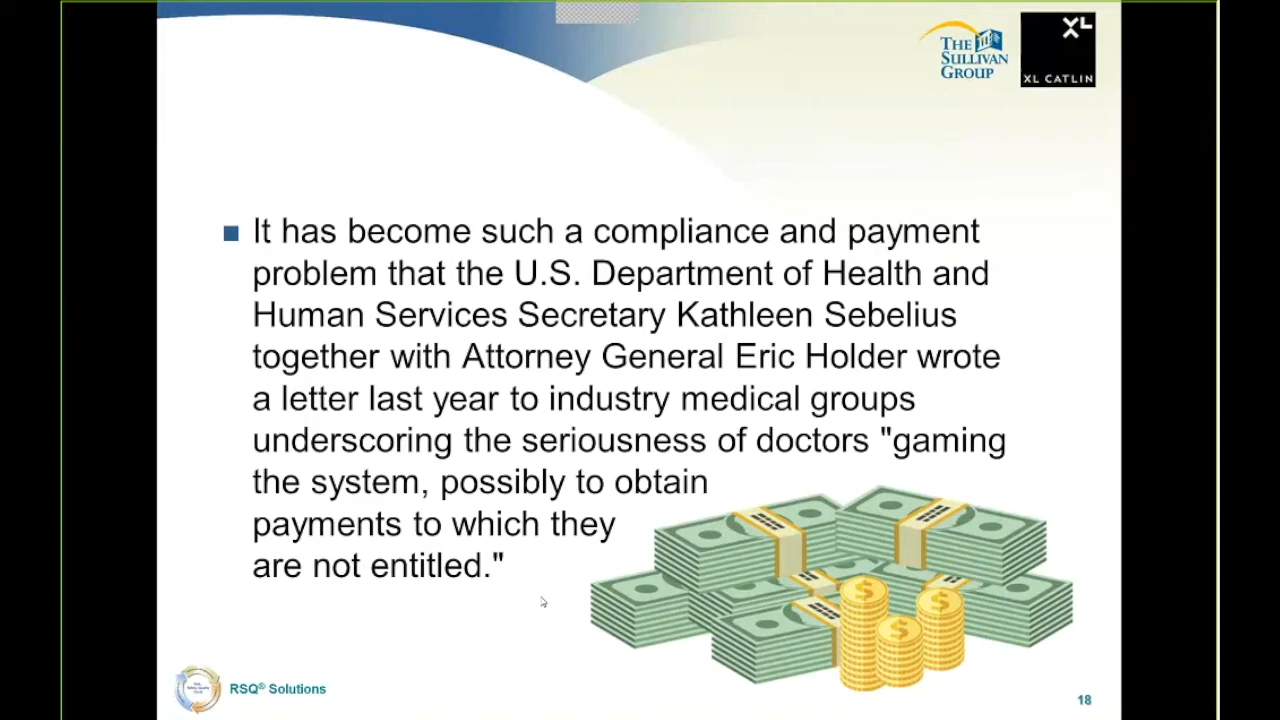 THE
SULLIVAN
GROUP
XL
XL CATLIN
It has become such a compliance and payment
problem that the U.S. Department of Health and
Human Services Secretary Kathleen Sebelius
together with Attorney General Eric Holder wrote
a letter last year to industry medical groups
underscoring the seriousness of doctors "gaming
the system, possibly to obtain
payments to which they
are not entitled."
RSQ® Solutions
18